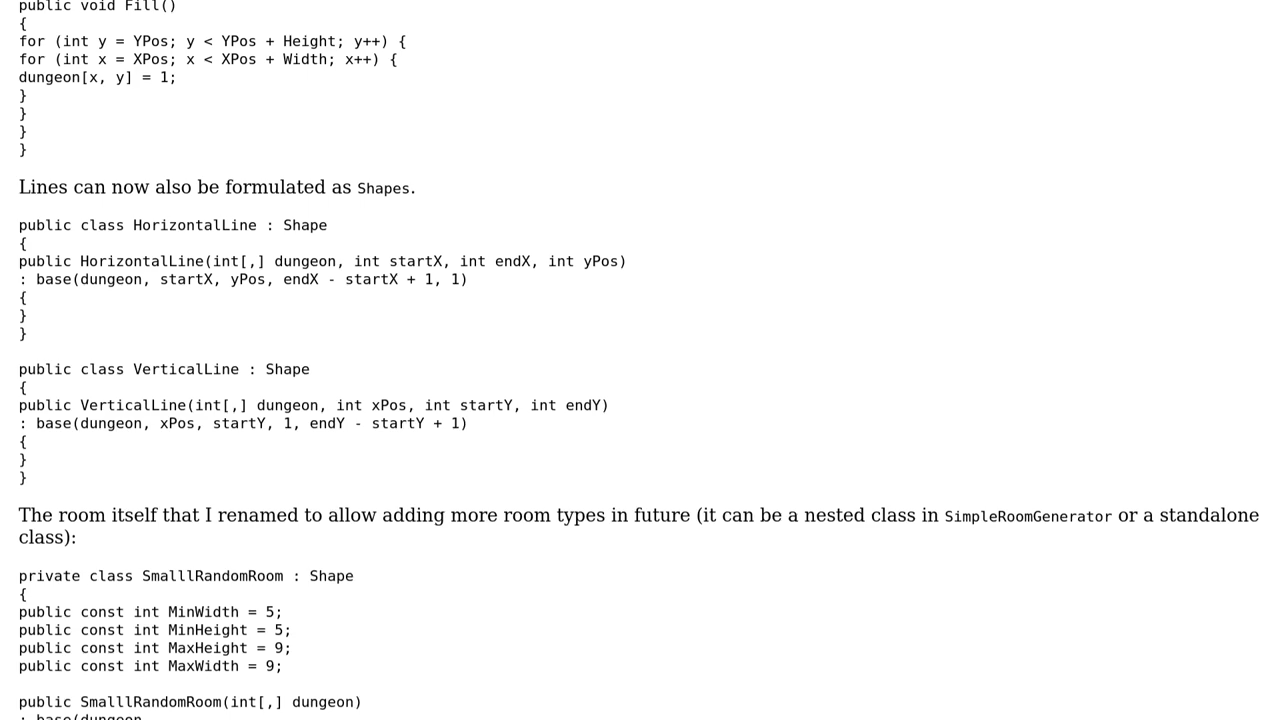 public void Fill()
{
for (int y = YPos; y < YPos + Height; y++) {
for (int x = XPos; x < XPos + Width; x++) {
dungeon[x, y] = 1;
}
}
}
}
Lines can now also be formulated as Shapes.
public class HorizontalLine : Shape
{
public HorizontalLine(int[,] dungeon, int startX, int endX, int yPos)
: base(dungeon, startX, yPos, endX - startX + 1, 1)
{
}
}
public class VerticalLine : Shape
{
public VerticalLine(int[,] dungeon, int xPos, int startY, int endY)
: base(dungeon, xPos, startY, 1, endY - startY + 1)
{
}
}
The room itself that I renamed to allow adding more room types in future (it can be a nested class in SimpleRoomGenerator or a standalone
class):
private class SmalllRandomRoom : Shape
{
public const int MinWidth = 5;
public const int MinHeight = 5;
public const int MaxHeight = 9;
public const int MaxWidth = 9;
public SmalllRandomRoom(int[,] dungeon)
: base(dungeon,